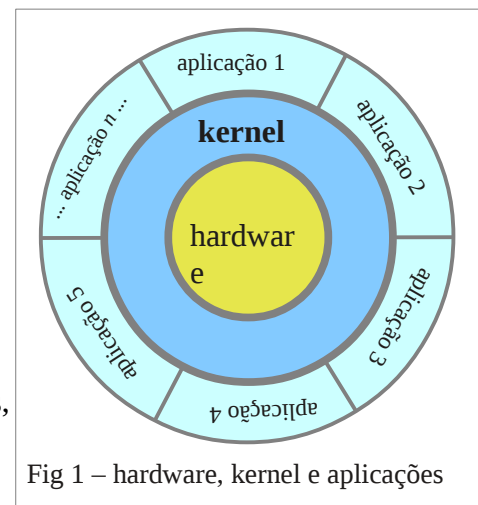 aplicação 1
aplicação 2
aplicação 3
aplicação 4
aplicação 5
... aplicação n ...
kernel
hardwar
e
,
Fig 1 – hardware, kernel e aplicações